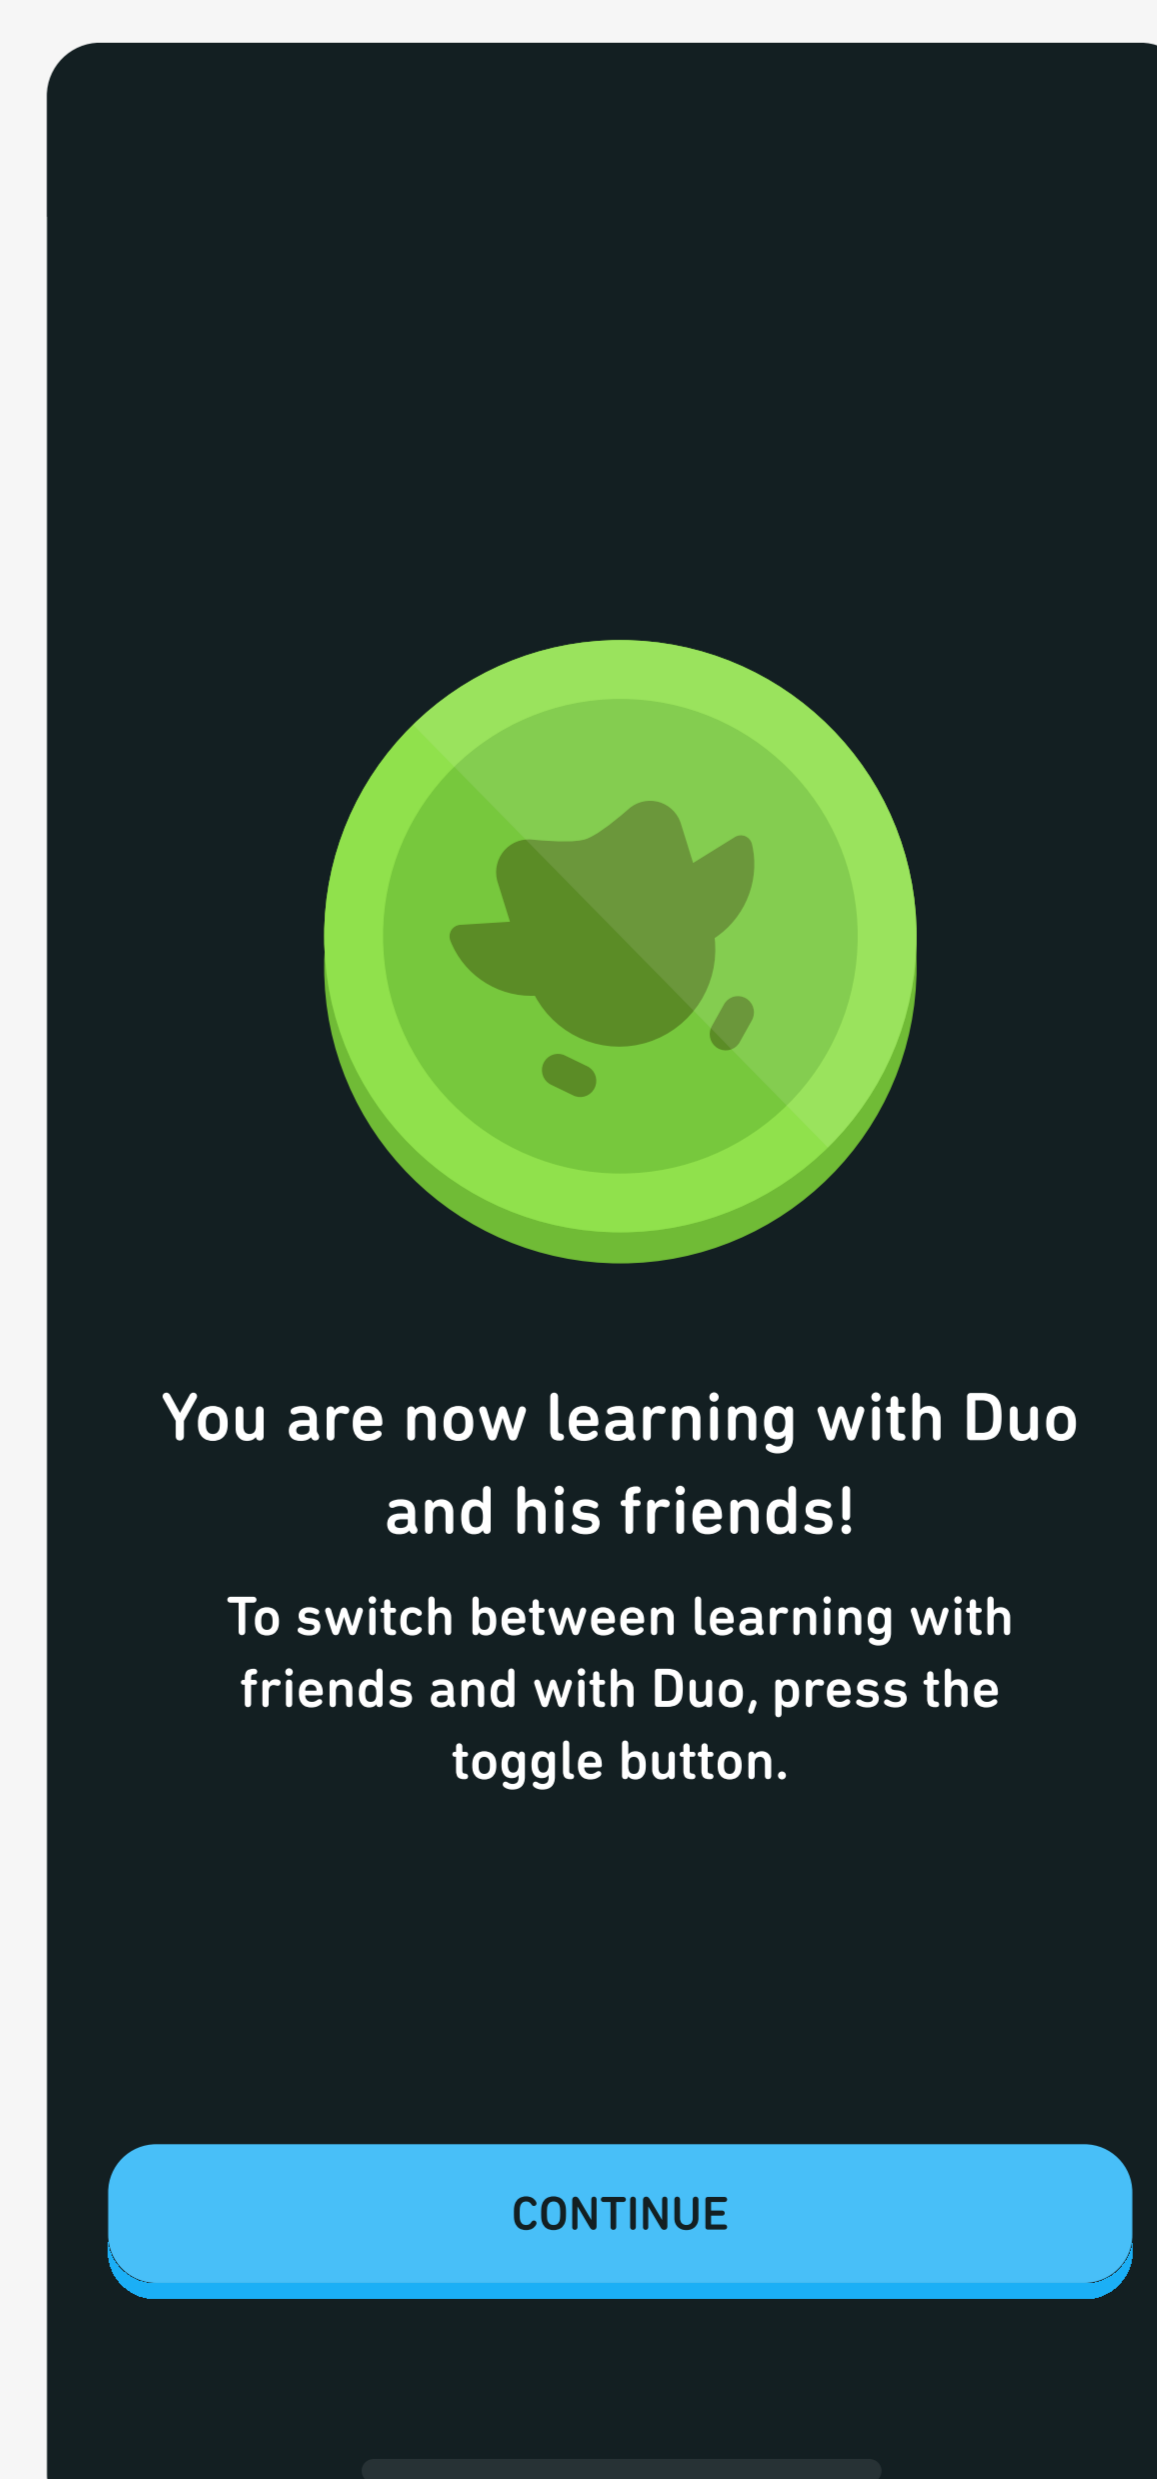 You are now learning with Duo
and his friends!
To switch between learning with
friends and with Duo, press the
toggle button.
CONTINUE